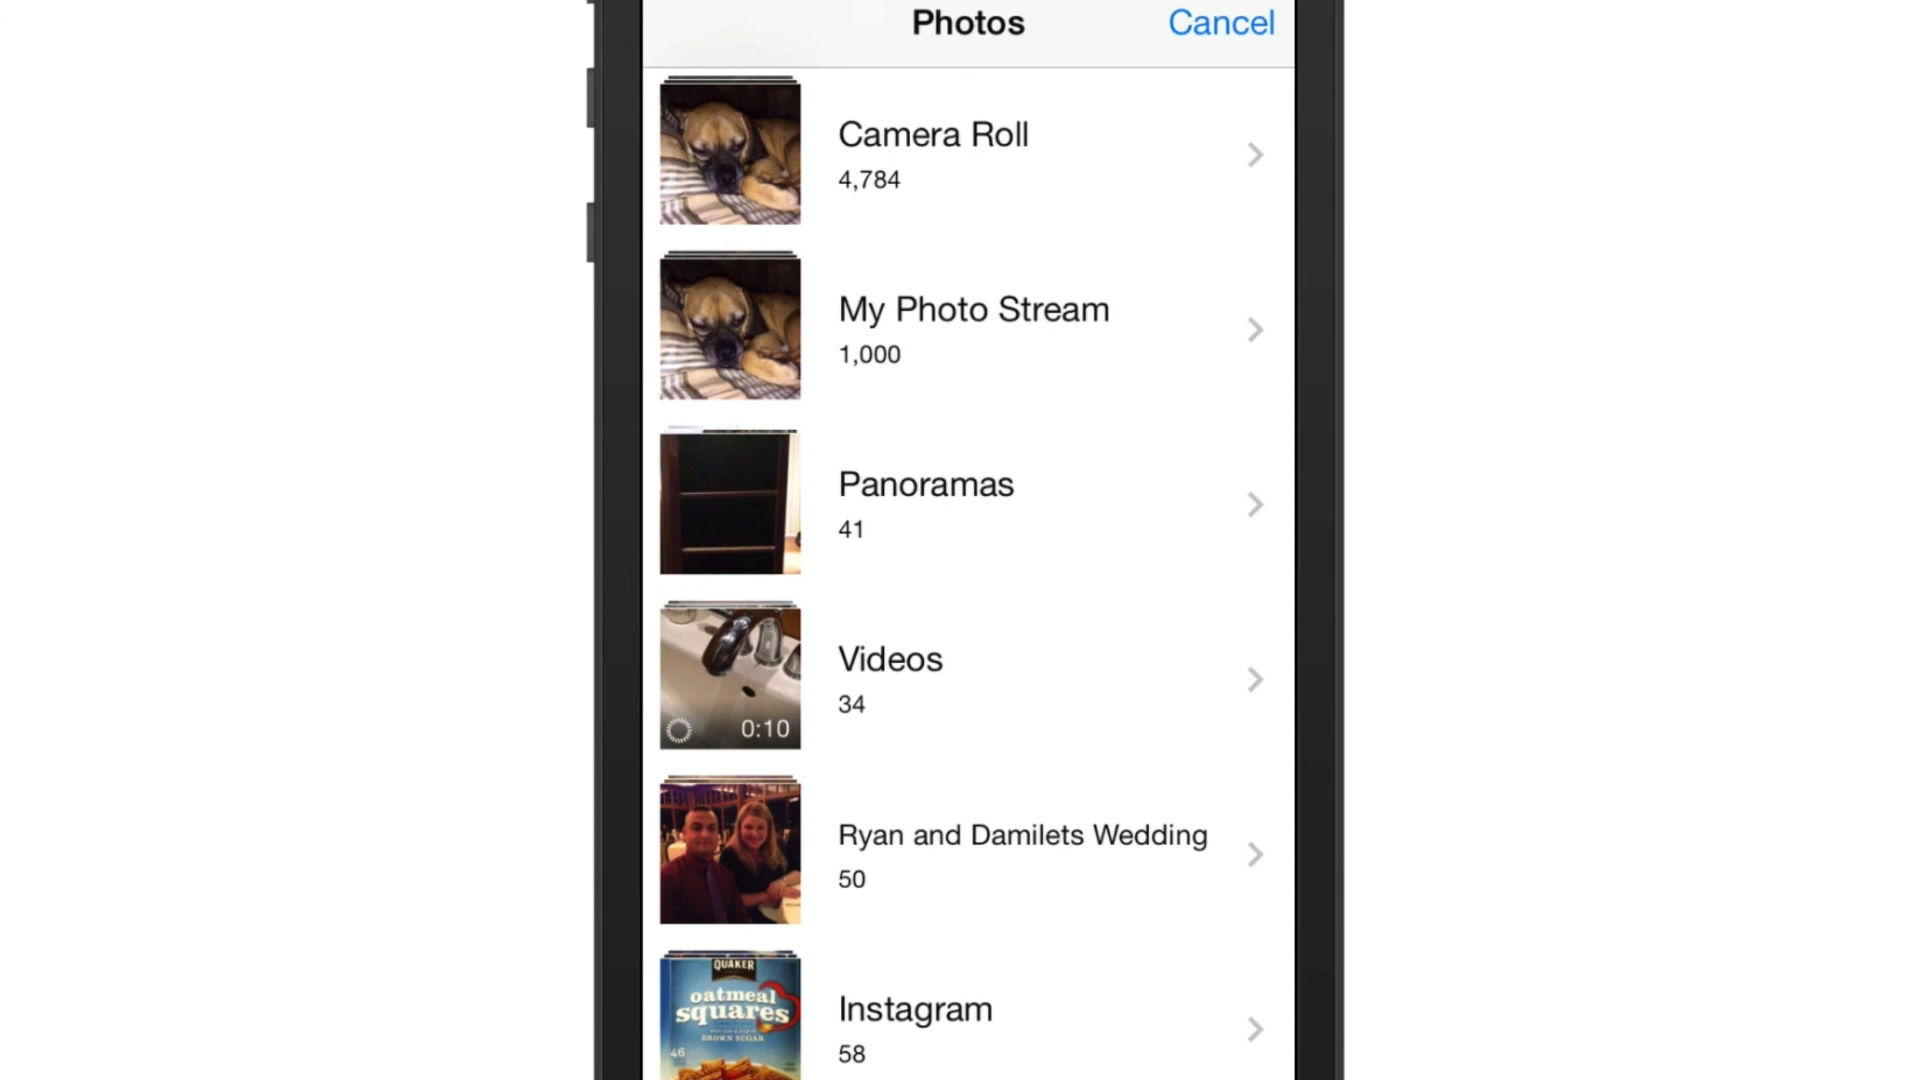 Photos
Cancel
Camera Roll
4,784
My Photo Stream
1,000
Panoramas
41
Videos
34
0:10
Ryan and Damilets Wedding
50
QUAKER
oatmeal
squares
BROWN SUGAR
46
Instagram
58